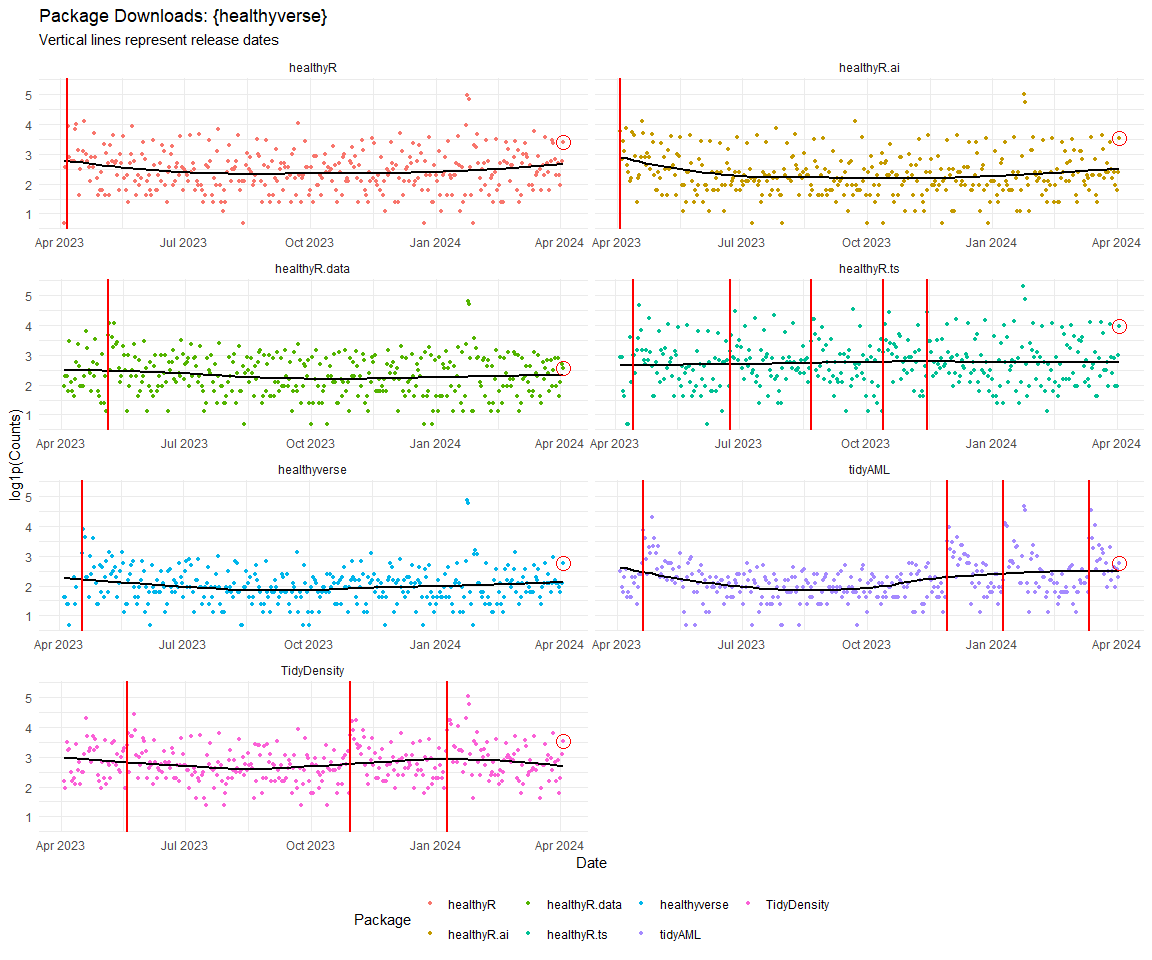 Package Downloads: {healthyverse}
Vertical lines represent release dates
healthyR
healthyR.ai
5
4
3
2
1
Apr 2023 Jul 2023 Oct 2023 Jan 2024 Apr 2024
Apr 2023 Jul 2023 Oct 2023 Jan 2024 Apr 2024
healthyR.data
healthyR.ts
5
4
3
2
1
Apr 2023 Jul 2023 Oct 2023 Jan 2024 Apr 2024
Apr 2023 Jul 2023 Oct 2023 Jan 2024 Apr 2024
log1p(Counts)
healthyverse
tidyAML
5
4
3
2
1
Apr 2023 Jul 2023 Oct 2023 Jan 2024 Apr 2024
Apr 2023 Jul 2023 Oct 2023 Jan 2024 Apr 2024
TidyDensity
5
4
3
2
1
Apr 2023 Jul 2023 Oct 2023 Jan 2024 Apr 2024
Date
Package
healthyR healthyR.data healthyverse TidyDensity
healthyR.ai healthyR.ts tidyAML